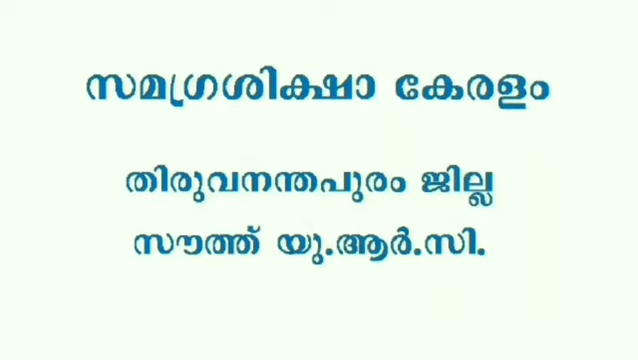 സമഗ്രശിക്ഷാ കേരളം
തിരുവനന്തപുരം ജില്ല
സൗത്ത് യു.ആർ.സി.